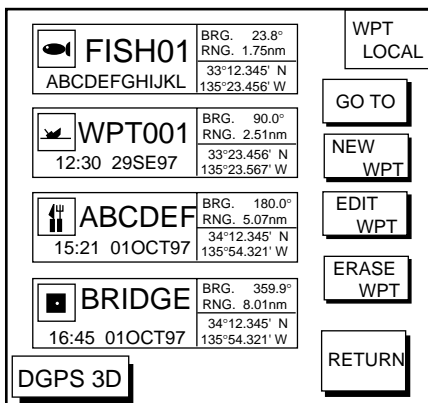 FISH01
ABCDEFGHIJKL
BRG. 23.8°
RNG. 1.75nm
33°12.345' N
135°23.456' W
WPT001
12:30 29SE97
BRG. 90.0°
RNG. 2.51nm
33°23.456' N
135°23.567' W
ABCDEF
15:21 01OCT97
BRG. 180.0°
RNG. 5.07nm
34°12.345' N
135°54.321' W
BRIDGE
16:45 01OCT97
BRG. 359.9°
RNG. 8.01nm
34°12.345' N
135°54.321' W
DGPS 3D
WPT
LOCAL
GO TO
NEW
WPT
EDIT
WPT
ERASE
WPT
RETURN